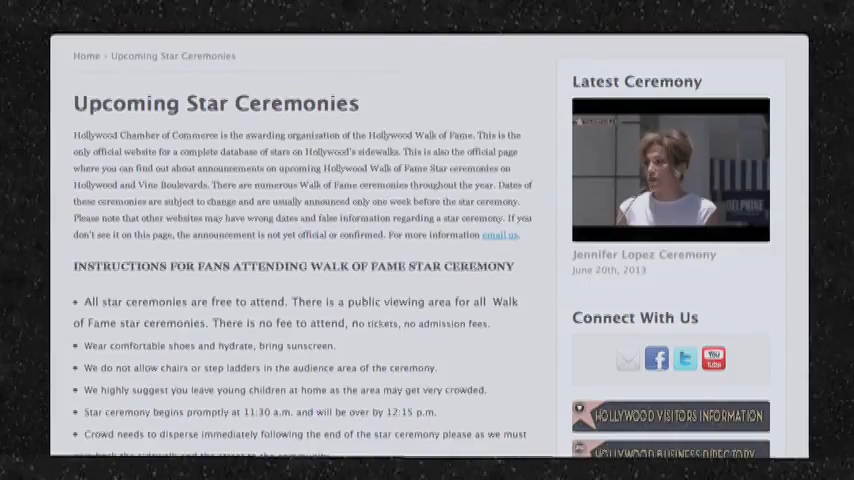 Home › Upcoming Star Ceremonies
Upcoming Star Ceremonies
Hollywood Chamber of Commerce is the awarding organisation of the Hollywood Walk of Fame. This is the
only official website for a complete database of stars on Hollywood's sidewalks. This is also the official page
where you can find out about announcements on upcoming Hollywood Walk of Fame Star ceremonies on
Hollywood and Vine Boulevards. There are numerous Walk of Fame ceremonies throughout the year. Dates of
these ceremonies are subject to change and are usually announced only one week before the star ceremony.
Please note that other websites may have wrong dates and false information regarding a star ceremony. If you
don't see it on this page, the announcement is not yet official or confirmed. For more information email us.
INSTRUCTIONS FOR FANS ATTENDING WALK OF FAME STAR CEREMONY
• All star ceremonies are free to attend. There is a public viewing area for all Walk
of Fame star ceremonies. There is no fee to attend, no tickets, no admission fees.
• Wear comfortable shoes and hydrate, bring sunscreen.
• We do not allow chairs or step ladders in the audience area of the ceremony.
• We highly suggest you leave young children at home as the area may get very crowded.
• Star ceremony begins promptly at 11:30 a.m. and will be over by 12:15 p.m.
• Crowd needs to disperse immediately following the end of the star ceremony please as we must
Latest Ceremony
Jennifer Lopez Ceremony
June 20th, 2013
Connect With Us
You
Tube
HOLLYWOOD VISITORS INFORMATION
HOLLYWOOD BUSINESS DIRECTORY